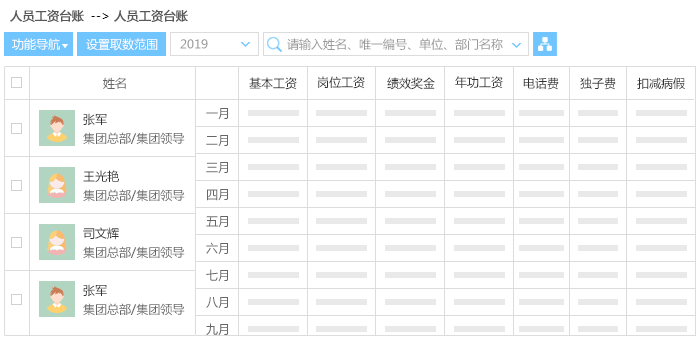 人员工资台账 --> 人员工资台账
功能导航 设置取数范围 2019 请输入姓名、唯一编号、单位、部门名称
姓名 基本工资 岗位工资 绩效奖金 年功工资 电话费 独子费 扣减病假
张军
集团总部/集团领导
王光艳
集团总部/集团领导
司文辉
集团总部/集团领导
张军
集团总部/集团领导
一月
二月
三月
四月
五月
六月
七月
八月
九月